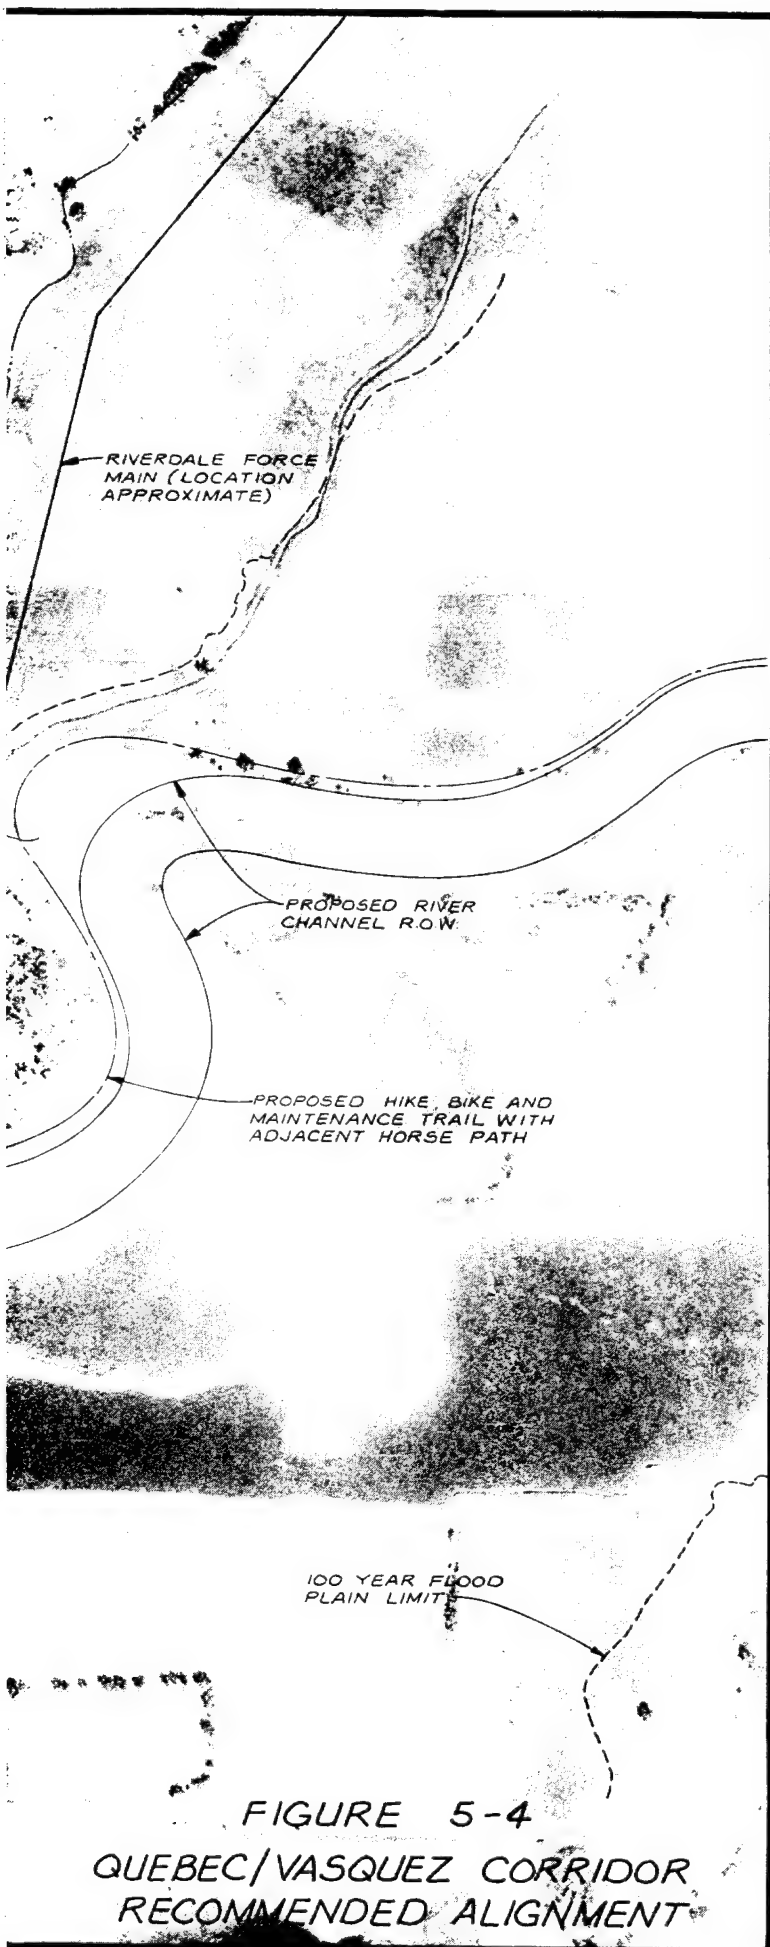 RIVERDALE FORCE
MAIN (LOCATION
APPROXIMATE)
PROPOSED RIVER
CHANNEL R.O.W.
PROPOSED HIKE, BIKE AND
MAINTENANCE TRAIL WITH
ADJACENT HORSE PATH
100 YEAR FLOOD
PLAIN LIMIT
FIGURE 5-4
QUEBEC/VASQUEZ CORRIDOR
RECOMMENDED ALIGNMENT